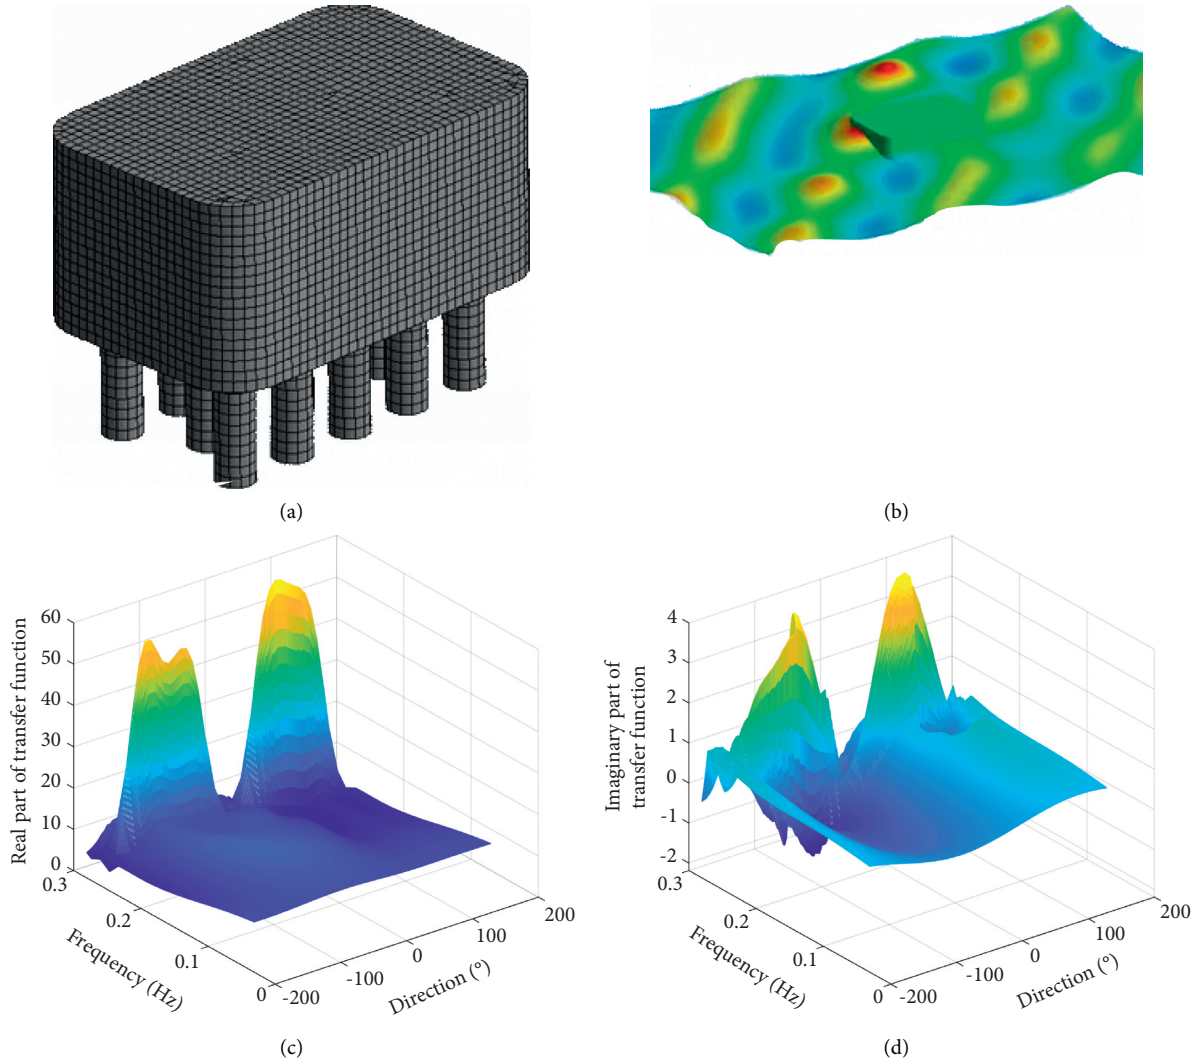 (a)
(b)
60
50
40
30
20
10
0
Real part of transfer function
0.3
0.2
0.1
0
Frequency (Hz)
-200
-100
0
100
200
Direction (°)
(c)
4
3
2
1
0
-1
-2
Imaginary part of
transfer function
0.3
0.2
0.1
0
Frequency (Hz)
-200
-100
0
100
200
Direction (°)
(d)